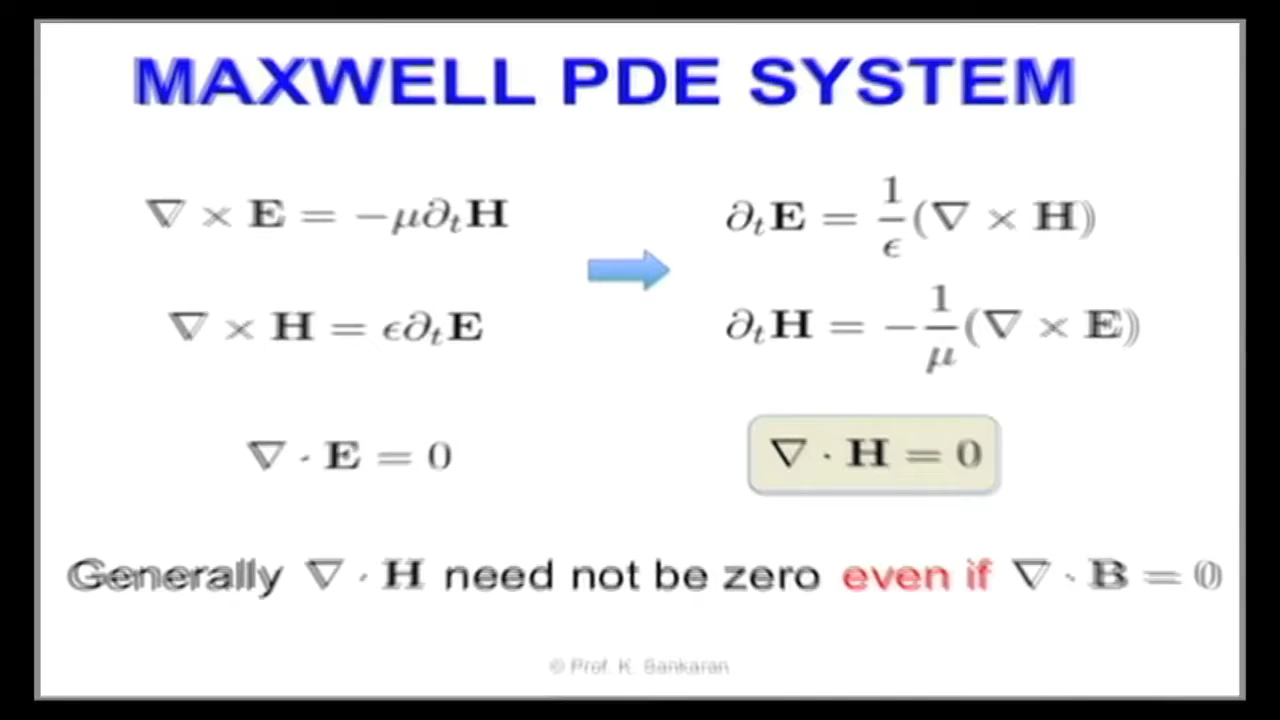 MAXWELL PDE SYSTEM
∇ × E = −μ∂ₜH
∂ₜE = 1/ϵ (∇ × H)
∇ × H = ϵ∂ₜE
∂ₜH = −1/μ (∇ × E)
∇ · E = 0
∇ · H = 0
Generally ∇ · H need not be zero even if ∇ · B = 0
© Prof. K. Sankaran